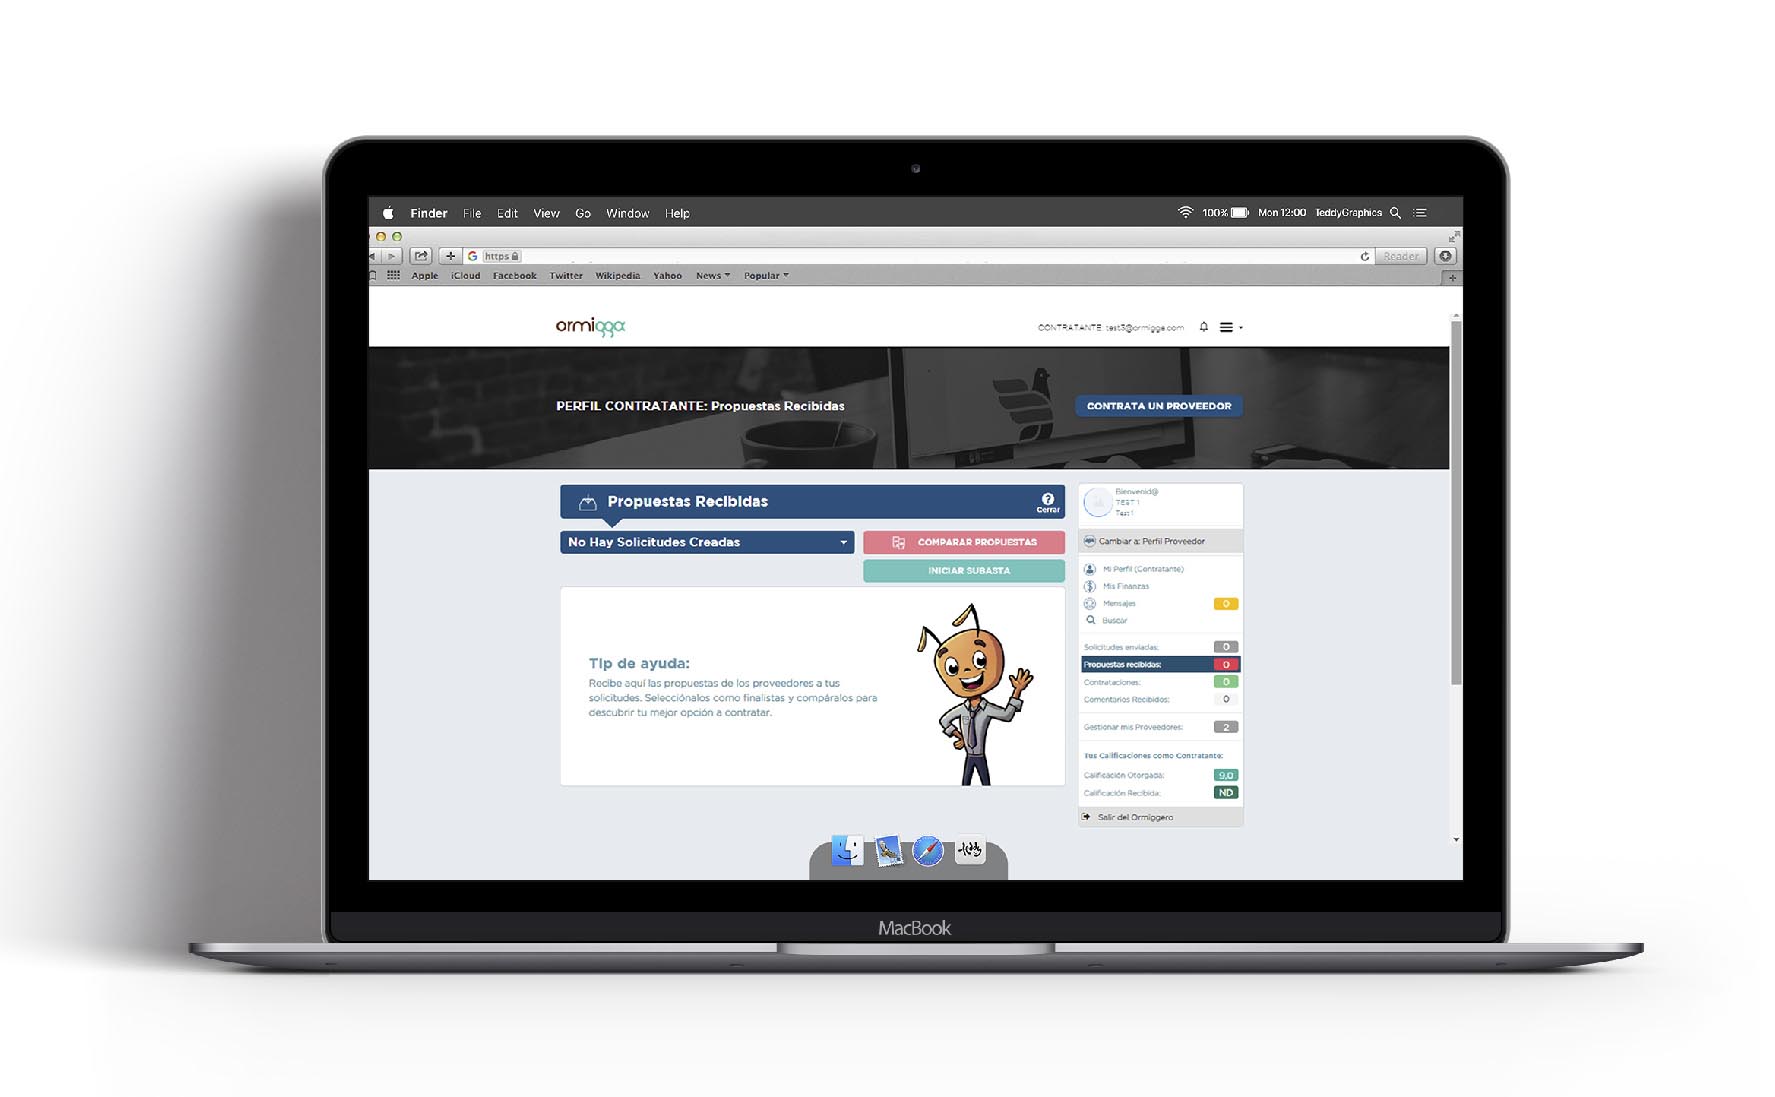 Finder File Edit View Go Window Help 100% Mon 12:00 TeddyGraphics
https Reader
Apple iCloud Facebook Twitter Wikipedia Yahoo News Popular
ormigga CONTRATANTE: test3@ormigga.com
PERFIL CONTRATANTE: Propuestas Recibidas CONTRATA UN PROVEEDOR
Propuestas Recibidas
Cerrar
No Hay Solicitudes Creadas
COMPARAR PROPUESTAS
INICIAR SUBASTA
Tip de ayuda:
Recibe aquí las propuestas de los proveedores a tus
solicitudes. Selecciónalos como finalistas y compáralos para
descubrir tu mejor opción a contratar.
Bienvenid@
TEST 1
Test 1
Cambiar a: Perfil Proveedor
Mi Perfil (Contratante)
Mis Finanzas
Mensajes 0
Buscar
Solicitudes enviadas: 0
Propuestas recibidas: 0
Contrataciones: 0
Comentarios Recibidos: 0
Gestionar mis Proveedores: 2
Tus Calificaciones como Contratante:
Calificación Otorgada: 9,0
Calificación Recibida: ND
Salir del Ormiggero
MacBook